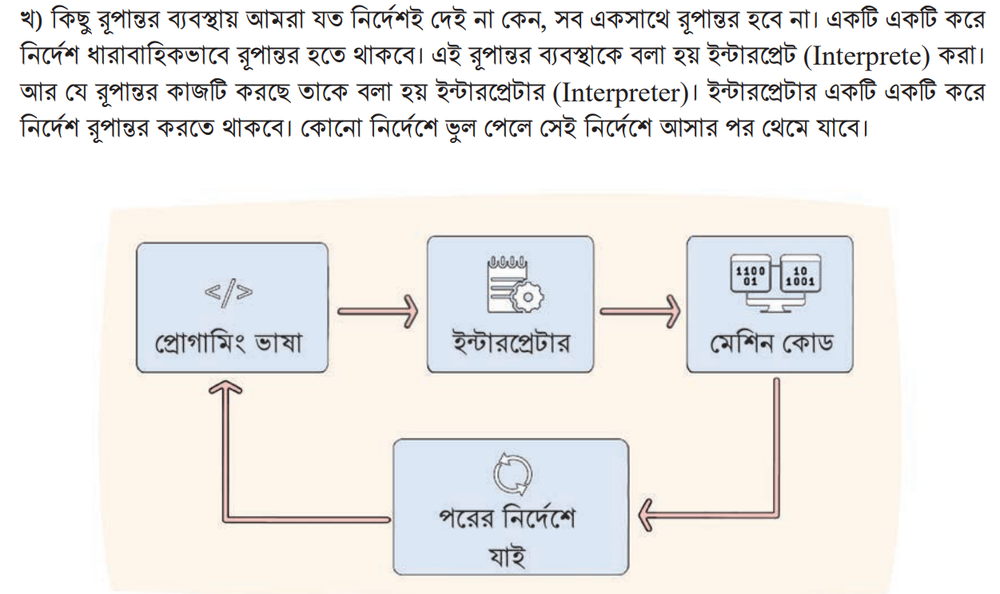 খ) কিছু রূপান্তর ব্যবস্থায় আমরা যত নির্দেশই দেই না কেন, সব একসাথে রূপান্তর হবে না। একটি একটি করে
নির্দেশ ধারাবাহিকভাবে রূপান্তর হতে থাকবে। এই রূপান্তর ব্যবস্থাকে বলা হয় ইন্টারপ্রেট (Interprete) করা।
আর যে রূপান্তর কাজটি করছে তাকে বলা হয় ইন্টারপ্রেটার (Interpreter)। ইন্টারপ্রেটার একটি একটি করে
নির্দেশ রূপান্তর করতে থাকবে। কোনো নির্দেশে ভুল পেলে সেই নির্দেশে আসার পর থেমে যাবে।
</>
প্রোগামিং ভাষা
ইন্টারপ্রেটার
1100 10
01 1001
মেশিন কোড
পরের নির্দেশে
যাই